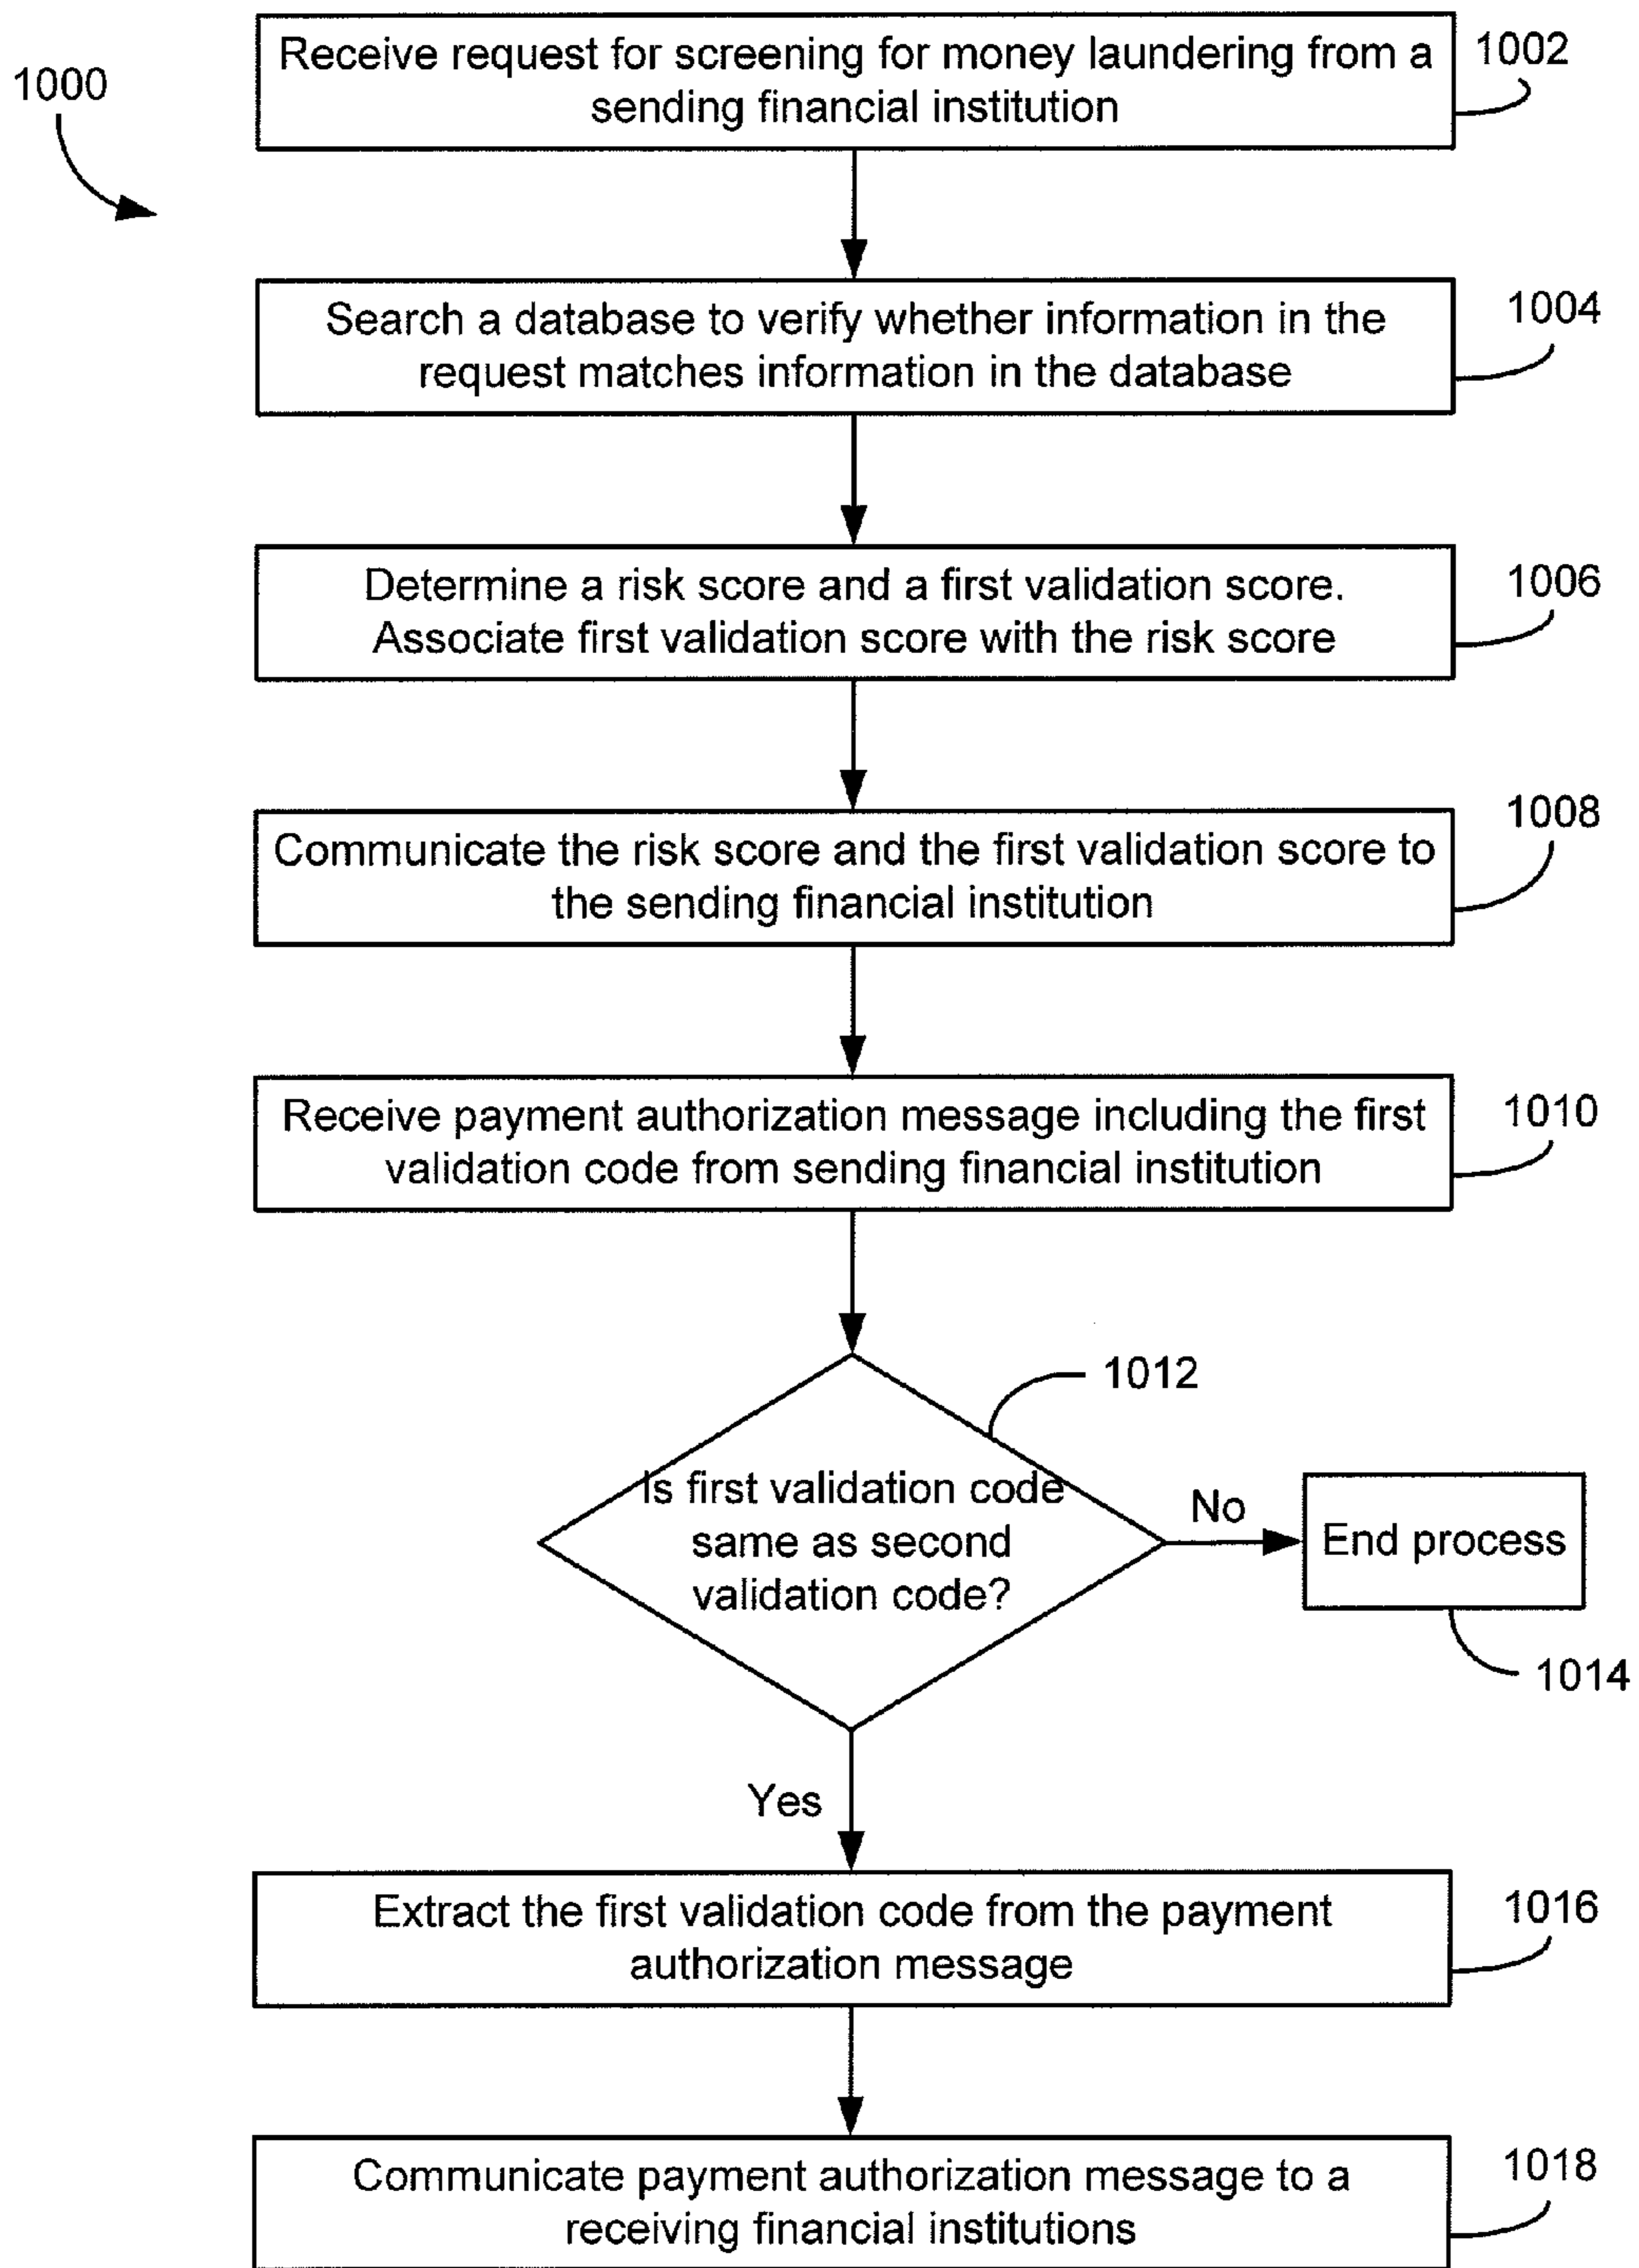 1000
Receive request for screening for money laundering from a
sending financial institution
1002
Search a database to verify whether information in the
request matches information in the database
1004
Determine a risk score and a first validation score.
Associate first validation score with the risk score
1006
Communicate the risk score and the first validation score to
the sending financial institution
1008
Receive payment authorization message including the first
validation code from sending financial institution
1010
1012
Is first validation code
same as second
validation code?
No
End process
1014
Yes
Extract the first validation code from the payment
authorization message
1016
Communicate payment authorization message to a
receiving financial institutions
1018